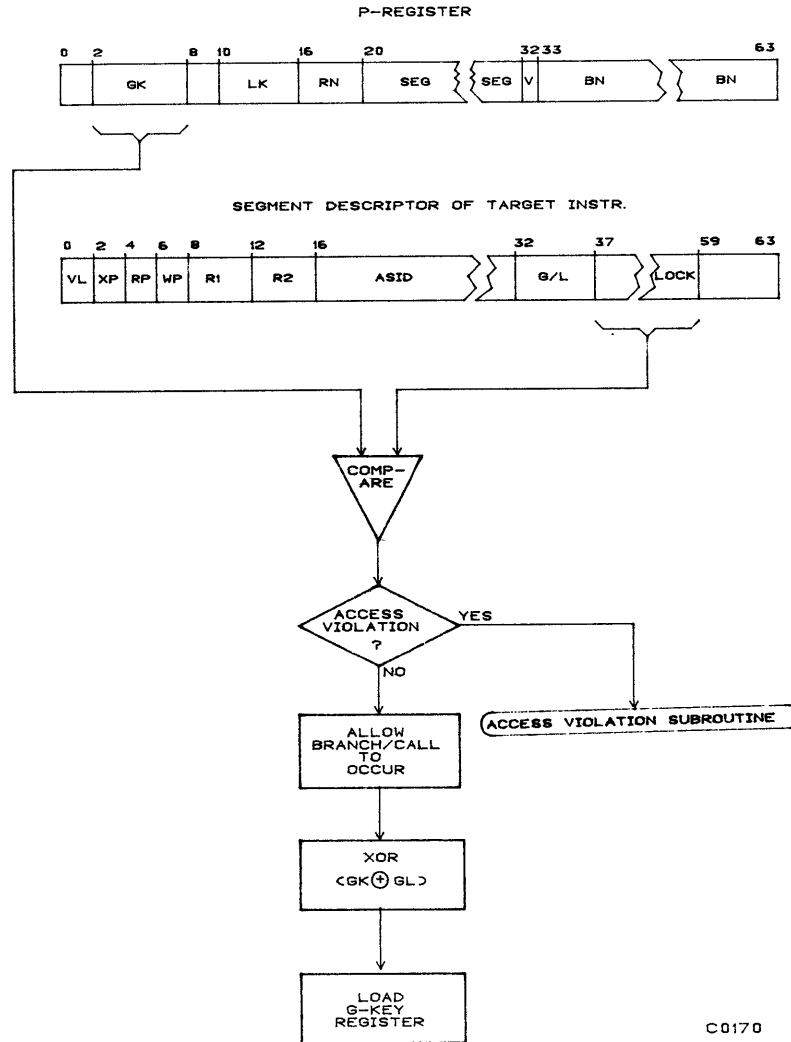 P-REGISTER
0 2 8 10 16 20 32 33 63
GK LK RN SEG SEG V BN BN
SEGMENT DESCRIPTOR OF TARGET INSTR.
0 2 4 6 8 12 16 32 37 59 63
VL XP RP WP R1 R2 ASID G/L LOCK
COMP-
ARE
ACCESS
VIOLATION
?
YES
NO
ACCESS VIOLATION SUBROUTINE
ALLOW
BRANCH/CALL
TO
OCCUR
XOR
(GK⊕GL)
LOAD
G-KEY
REGISTER
C0170